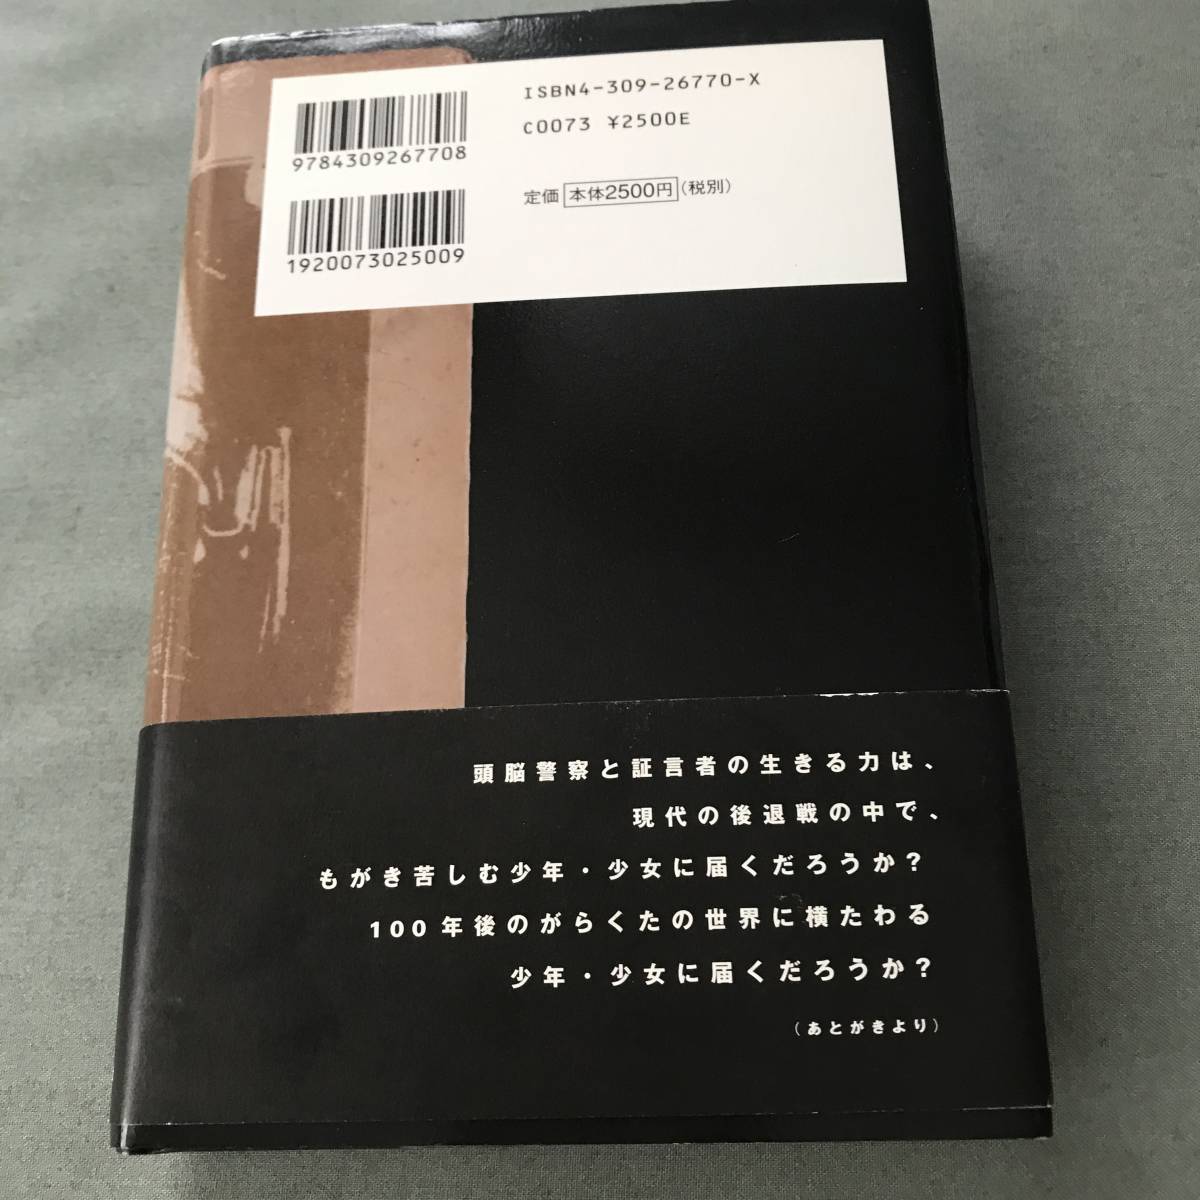 ISBN4-309-26770-X
C0073 ¥2500E
9784309267708
定価 本体2500円(税別)
1920073025009
頭脳警察と証言者の生きる力は、
現代の後退戦の中で、
もがき苦しむ少年・少女に届くだろうか?
100年後のがらくたの世界に横たわる
少年・少女に届くだろうか?
(あとがきより)